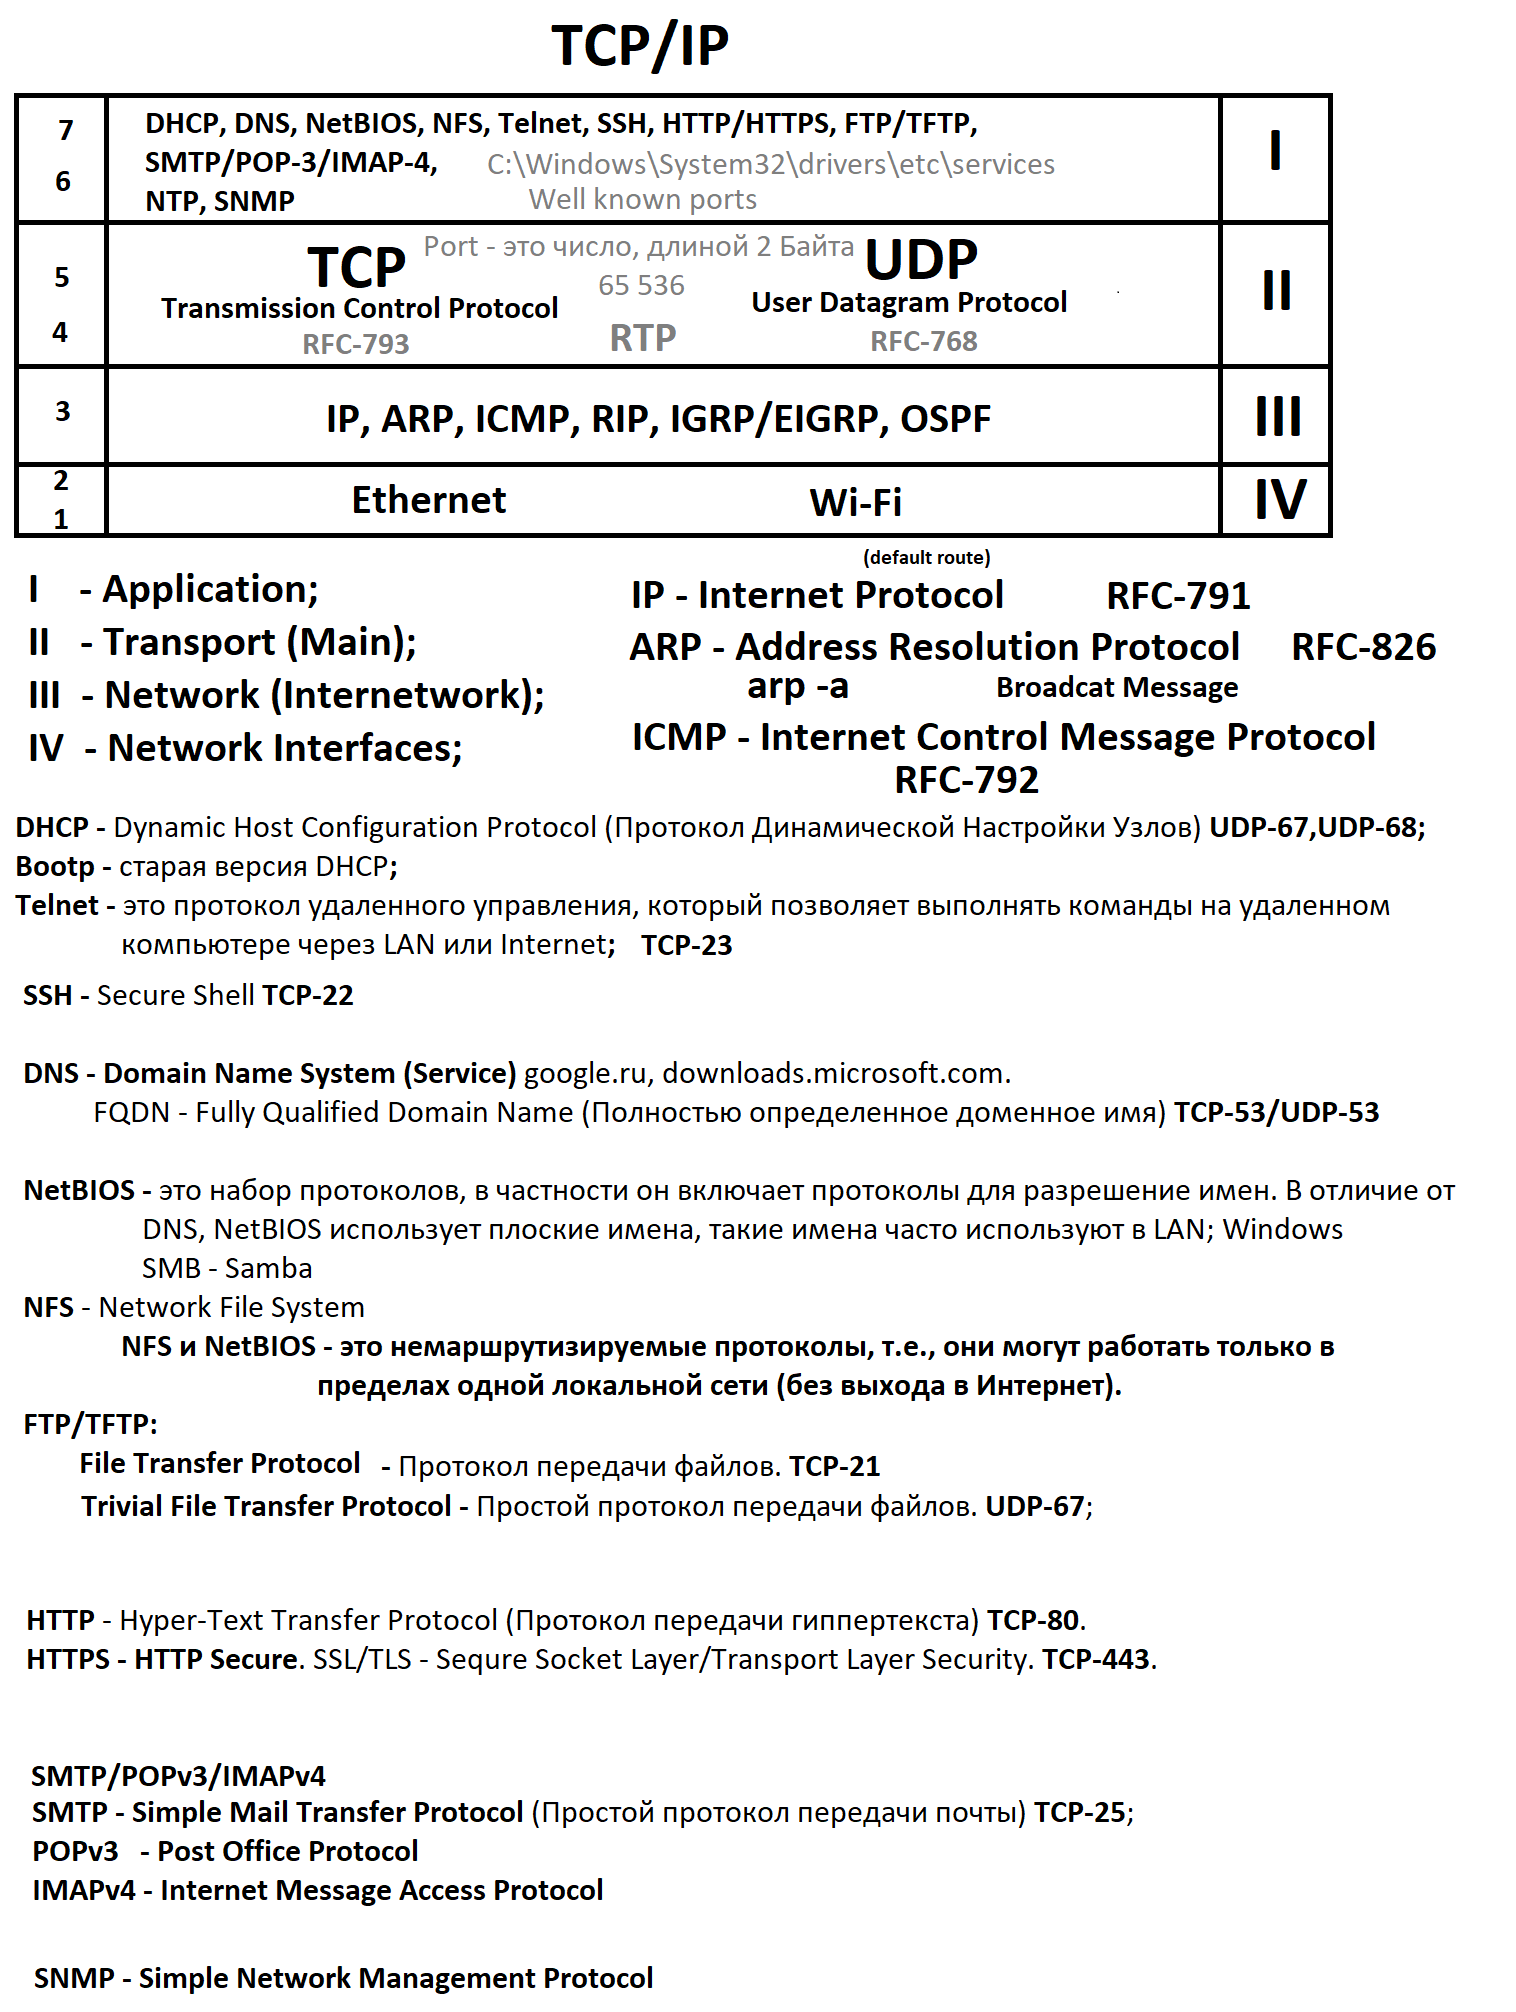 TCP/IP
7 DHCP, DNS, NetBIOS, NFS, Telnet, SSH, HTTP/HTTPS, FTP/TFTP, I
6 SMTP/POP-3/IMAP-4, C:\Windows\System32\drivers\etc\services
NTP, SNMP Well known ports
TCP Port - это число, длиной 2 Байта UDP
5 65 536 II
Transmission Control Protocol User Datagram Protocol
4 RFC-793 RTP RFC-768
3 IP, ARP, ICMP, RIP, IGRP/EIGRP, OSPF III
2 Ethernet Wi-Fi IV
1
(default route)
I - Application; IP - Internet Protocol RFC-791
II - Transport (Main); ARP - Address Resolution Protocol RFC-826
III - Network (Internetwork); arp -a Broadcat Message
IV - Network Interfaces; ICMP - Internet Control Message Protocol
RFC-792
DHCP - Dynamic Host Configuration Protocol (Протокол Динамической Настройки Узлов) UDP-67,UDP-68;
Bootp - старая версия DHCP;
Telnet - это протокол удаленного управления, который позволяет выполнять команды на удаленном
компьютере через LAN или Internet; TCP-23
SSH - Secure Shell TCP-22
DNS - Domain Name System (Service) google.ru, downloads.microsoft.com.
FQDN - Fully Qualified Domain Name (Полностью определенное доменное имя) TCP-53/UDP-53
NetBIOS - это набор протоколов, в частности он включает протоколы для разрешение имен. В отличие от
DNS, NetBIOS использует плоские имена, такие имена часто используют в LAN; Windows
SMB - Samba
NFS - Network File System
NFS и NetBIOS - это немаршрутизируемые протоколы, т.е., они могут работать только в
пределах одной локальной сети (без выхода в Интернет).
FTP/TFTP:
File Transfer Protocol - Протокол передачи файлов. TCP-21
Trivial File Transfer Protocol - Простой протокол передачи файлов. UDP-67;
HTTP - Hyper-Text Transfer Protocol (Протокол передачи гиппертекста) TCP-80.
HTTPS - HTTP Secure. SSL/TLS - Sequre Socket Layer/Transport Layer Security. TCP-443.
SMTP/POPv3/IMAPv4
SMTP - Simple Mail Transfer Protocol (Простой протокол передачи почты) TCP-25;
POPv3 - Post Office Protocol
IMAPv4 - Internet Message Access Protocol
SNMP - Simple Network Management Protocol